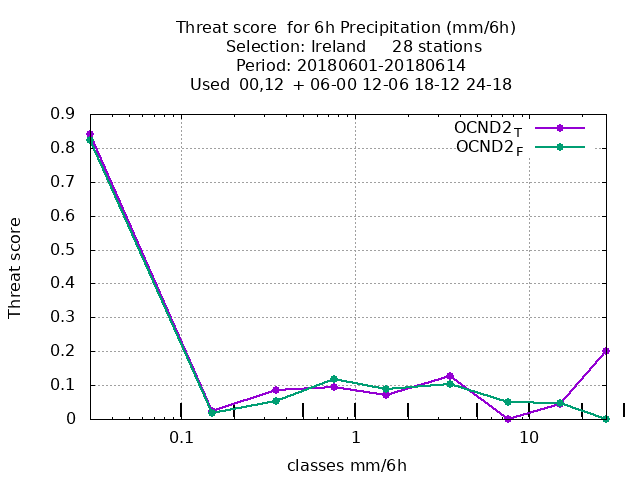 Threat score  for 6h Precipitation (mm/6h)
Selection: Ireland     28 stations
Period: 20180601-20180614
Used  00,12  + 06-00 12-06 18-12 24-18
OCND2T
OCND2F
0.9
0.8
0.7
0.6
0.5
0.4
0.3
0.2
0.1
0
Threat score
0.1 1 10
classes mm/6h